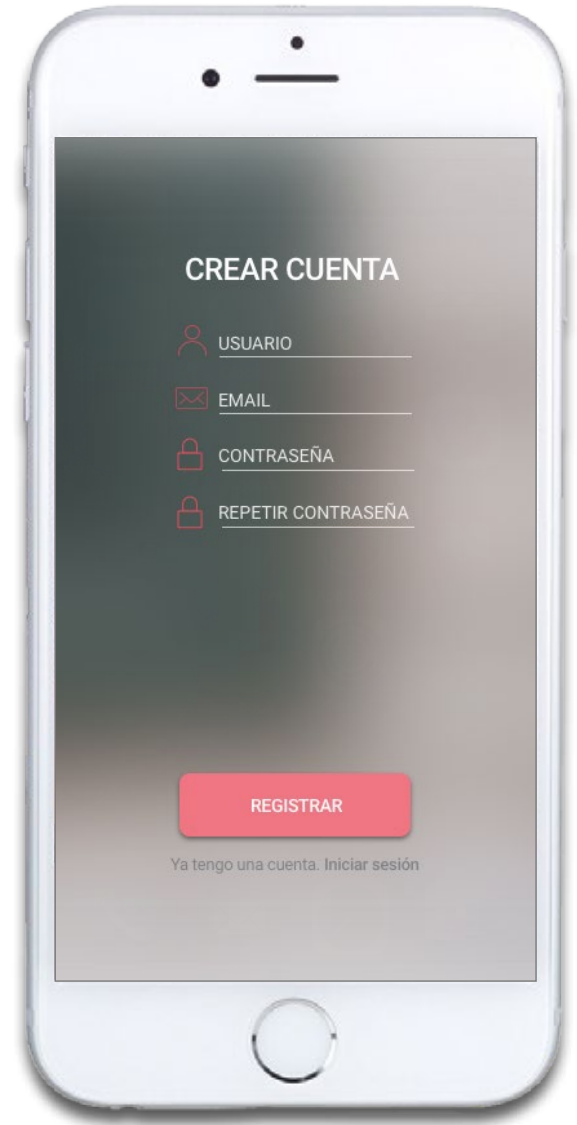 CREAR CUENTA
USUARIO
EMAIL
CONTRASEÑA
REPETIR CONTRASEÑA
REGISTRAR
Ya tengo una cuenta. Iniciar sesión